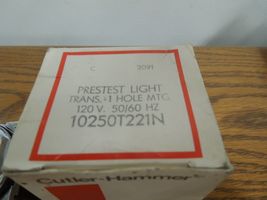 C 2091
PRESTEST LIGHT
TRANS.-1 HOLE MTG
120 V. 50/60 HZ
10250T221N
Cutler-Hammer